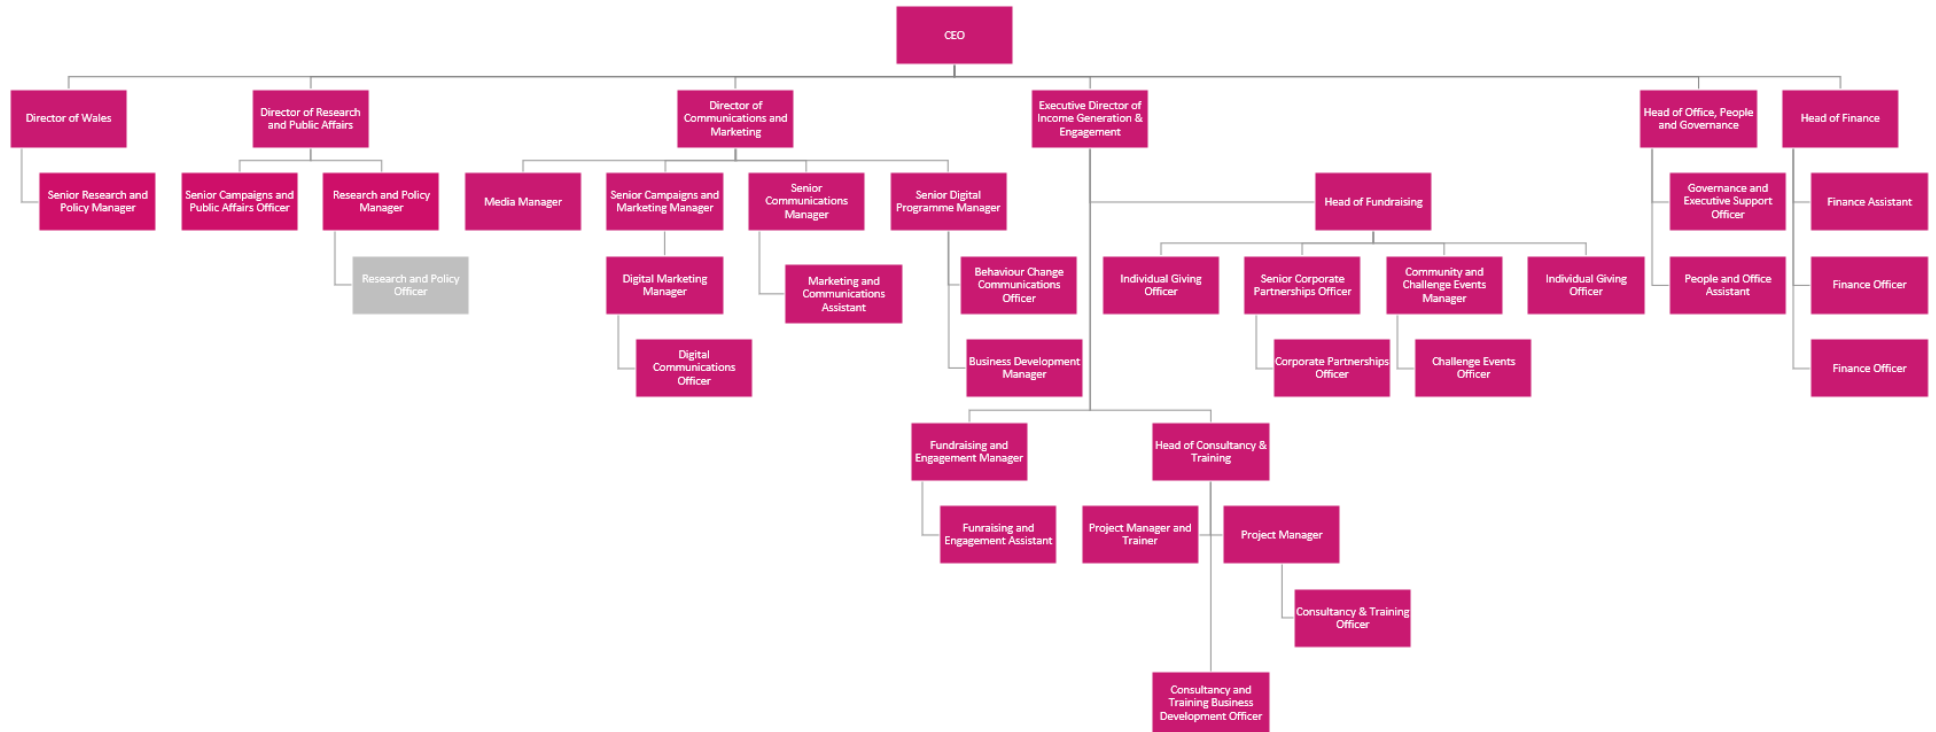 CEO
Director of Wales
Director of Research
and Public Affairs
Director of
Communications and
Marketing
Executive Director of
Income Generation &
Engagement
Head of Office, People
and Governance
Head of Finance
Senior Research and
Policy Manager
Senior Campaigns and
Public Affairs Officer
Research and Policy
Manager
Media Manager
Senior Campaigns and
Marketing Manager
Senior
Communications
Manager
Senior Digital
Programme Manager
Head of Fundraising
Governance and
Executive Support
Officer
Finance Assistant
Research and Policy
Officer
Digital Marketing
Manager
Marketing and
Communications
Assistant
Behaviour Change
Communications
Officer
Individual Giving
Officer
Senior Corporate
Partnerships Officer
Community and
Challenge Events
Manager
Individual Giving
Officer
People and Office
Assistant
Finance Officer
Digital
Communications
Officer
Business Development
Manager
Corporate Partnerships
Officer
Challenge Events
Officer
Finance Officer
Fundraising and
Engagement Manager
Head of Consultancy &
Training
Funraising and
Engagement Assistant
Project Manager and
Trainer
Project Manager
Consultancy & Training
Officer
Consultancy and
Training Business
Development Officer